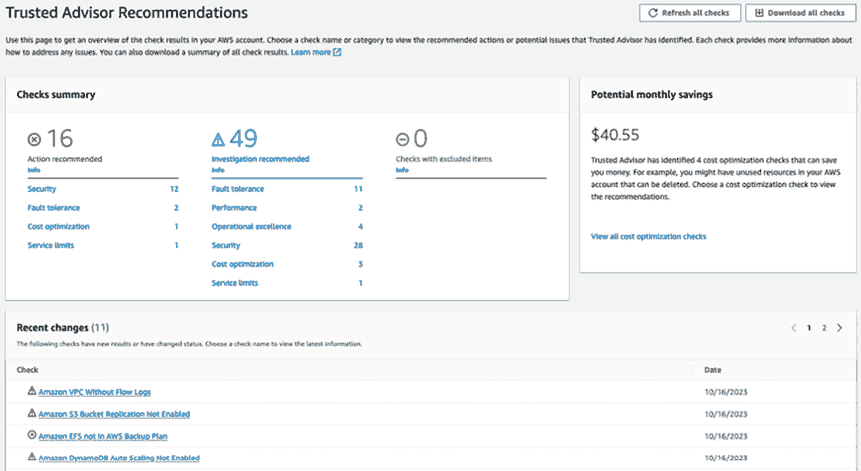 Trusted Advisor Recommendations
Refresh all checks
Download all checks
Use this page to get an overview of the check results in your AWS account. Choose a check name or category to view the recommended actions or potential issues that Trusted Advisor has identified. Each check provides more information about
how to address any issues. You can also download a summary of all check results. Learn more
Checks summary
16
Action recommended
Info
Security 12
Fault tolerance 2
Cost optimization 1
Service limits 1
49
Investigation recommended
Info
Fault tolerance 11
Performance 2
Operational excellence 4
Security 28
Cost optimization 3
Service limits 1
0
Checks with excluded items
Info
Potential monthly savings
$40.55
Trusted Advisor has identified 4 cost optimization checks that can save
you money. For example, you might have unused resources in your AWS
account that can be deleted. Choose a cost optimization check to view
the recommendations.
View all cost optimization checks
Recent changes (11)
1 2
The following checks have new results or have changed status. Choose a check name to view the latest information.
Check Date
Amazon VPC Without Flow Logs 10/16/2023
Amazon S3 Bucket Replication Not Enabled 10/16/2023
Amazon EFS not in AWS Backup Plan 10/16/2023
Amazon DynamoDB Auto Scaling Not Enabled 10/16/2023